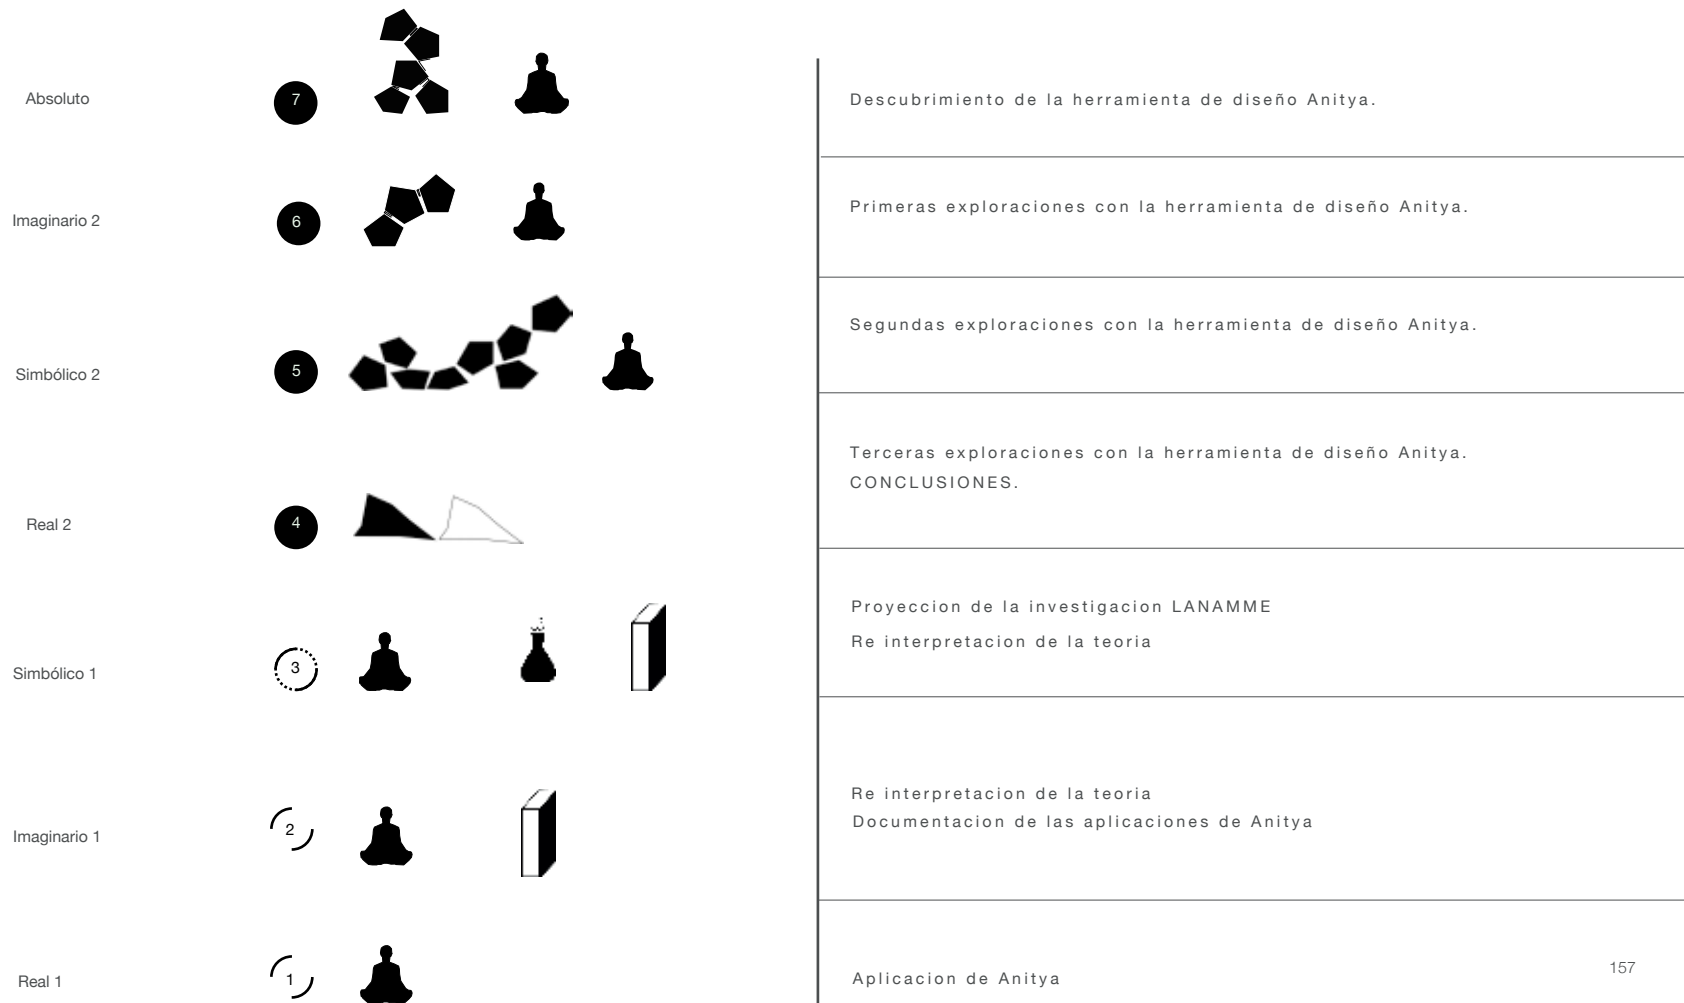 Absoluto
7
Descubrimiento de la herramienta de diseño Anitya.
Imaginario 2
6
Primeras exploraciones con la herramienta de diseño Anitya.
Simbólico 2
5
Segundas exploraciones con la herramienta de diseño Anitya.
Real 2
4
Terceras exploraciones con la herramienta de diseño Anitya.
CONCLUSIONES.
Simbólico 1
3
Proyeccion de la investigacion LANAMME
Re interpretacion de la teoria
Imaginario 1
2
Re interpretacion de la teoria
Documentacion de las aplicaciones de Anitya
Real 1
1
Aplicacion de Anitya
157